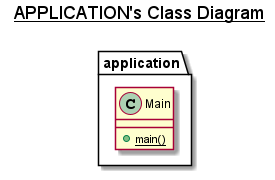 APPLICATION's Class Diagram
application
C Main
main()